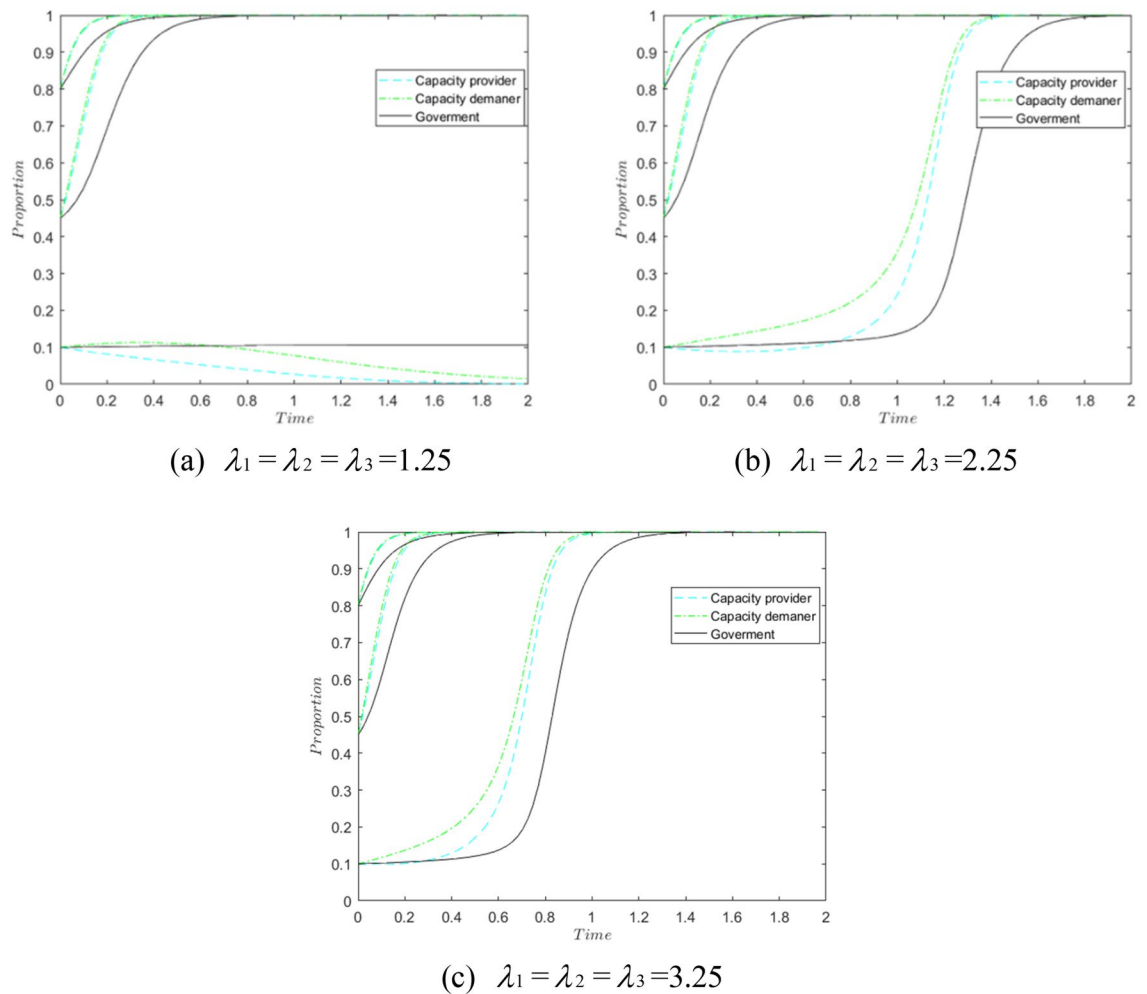 1
0.9
0.8
0.7
0.6
0.5
0.4
0.3
0.2
0.1
0
Proportion
Capacity provider
Capacity demaner
Goverment
0 0.2 0.4 0.6 0.8 1 1.2 1.4 1.6 1.8 2
Time
(a) λ1 = λ2 = λ3 =1.25
1
0.9
0.8
0.7
0.6
0.5
0.4
0.3
0.2
0.1
0
Proportion
Capacity provider
Capacity demaner
Goverment
0 0.2 0.4 0.6 0.8 1 1.2 1.4 1.6 1.8 2
Time
(b) λ1 = λ2 = λ3 =2.25
1
0.9
0.8
0.7
0.6
0.5
0.4
0.3
0.2
0.1
0
Proportion
Capacity provider
Capacity demaner
Goverment
0 0.2 0.4 0.6 0.8 1 1.2 1.4 1.6 1.8 2
Time
(c) λ1 = λ2 = λ3 =3.25